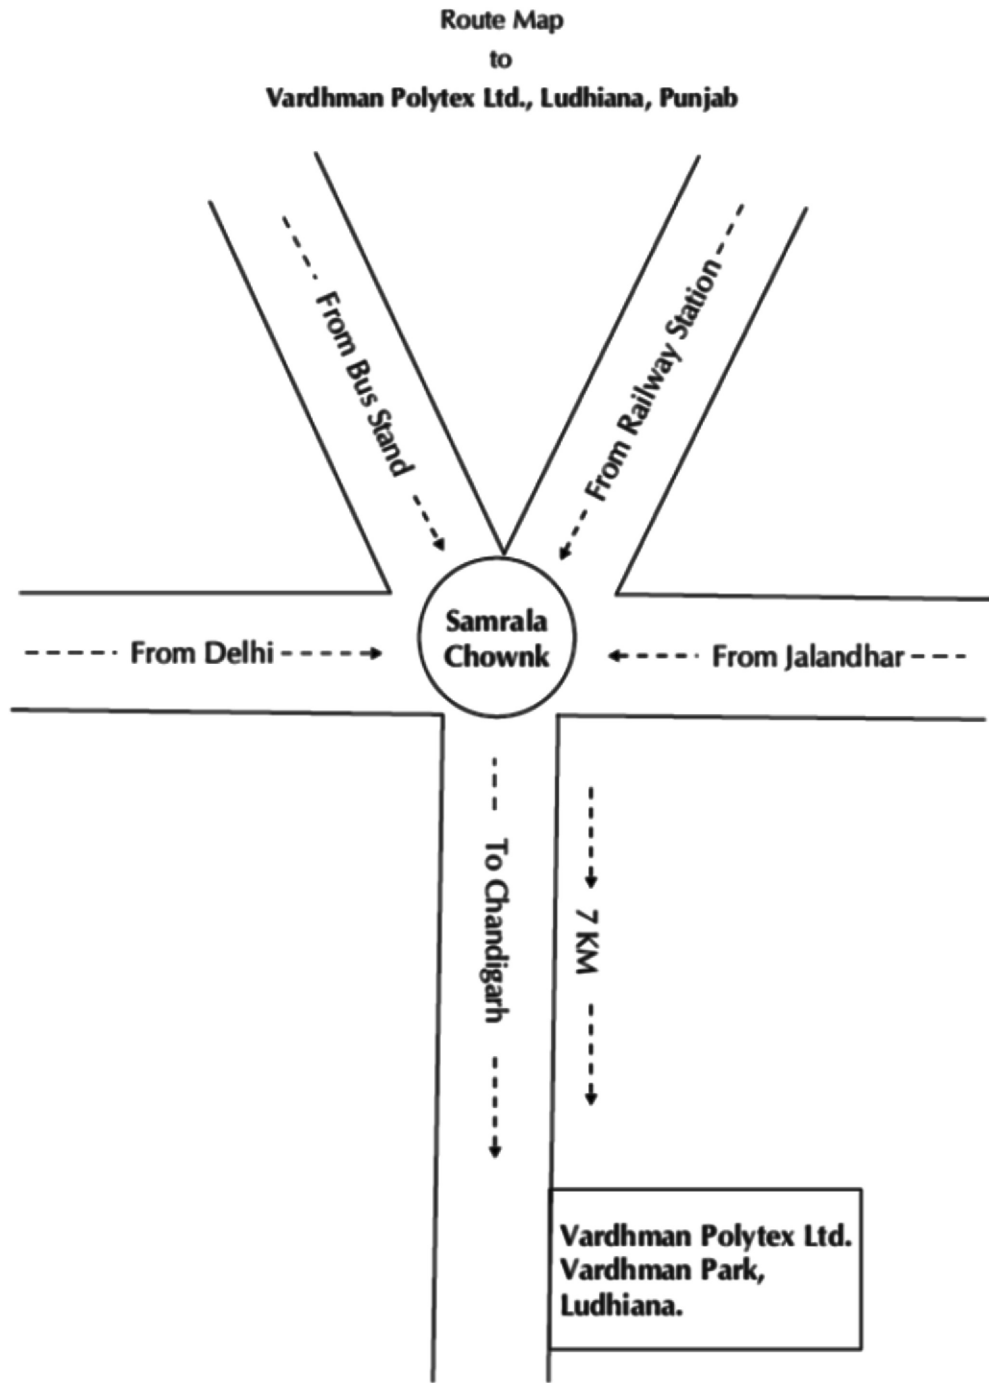 Route Map
to
Vardhman Polytex Ltd., Ludhiana, Punjab
From Bus Stand
From Railway Station
Samrala
Chownk
From Delhi
From Jalandhar
To Chandigarh
7 KM
Vardhman Polytex Ltd.
Vardhman Park,
Ludhiana.